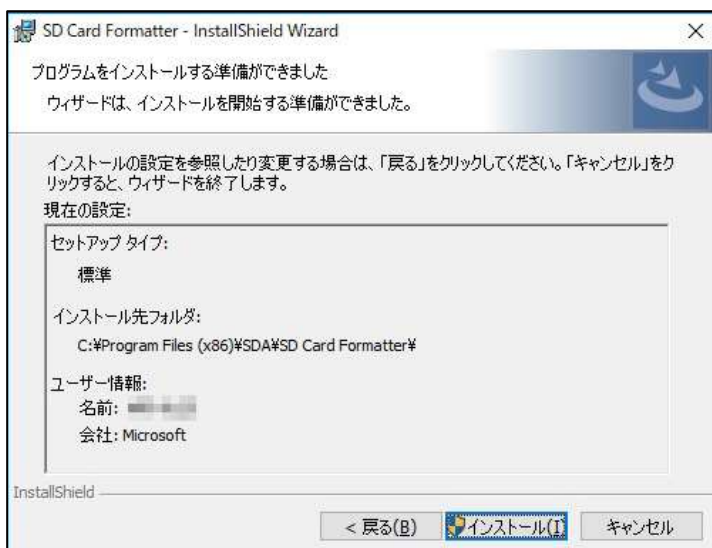 SD Card Formatter - InstallShield Wizard
プログラムをインストールする準備ができました
ウィザードは、インストールを開始する準備ができました。
インストールの設定を参照したり変更する場合は、「戻る」をクリックしてください。「キャンセル」をク
リックすると、ウィザードを終了します。
現在の設定:
セットアップ タイプ:
標準
インストール先フォルダ:
C:¥Program Files (x86)¥SDA¥SD Card Formatter¥
ユーザー情報:
名前:
会社: Microsoft
InstallShield
< 戻る(B)
インストール(I)
キャンセル